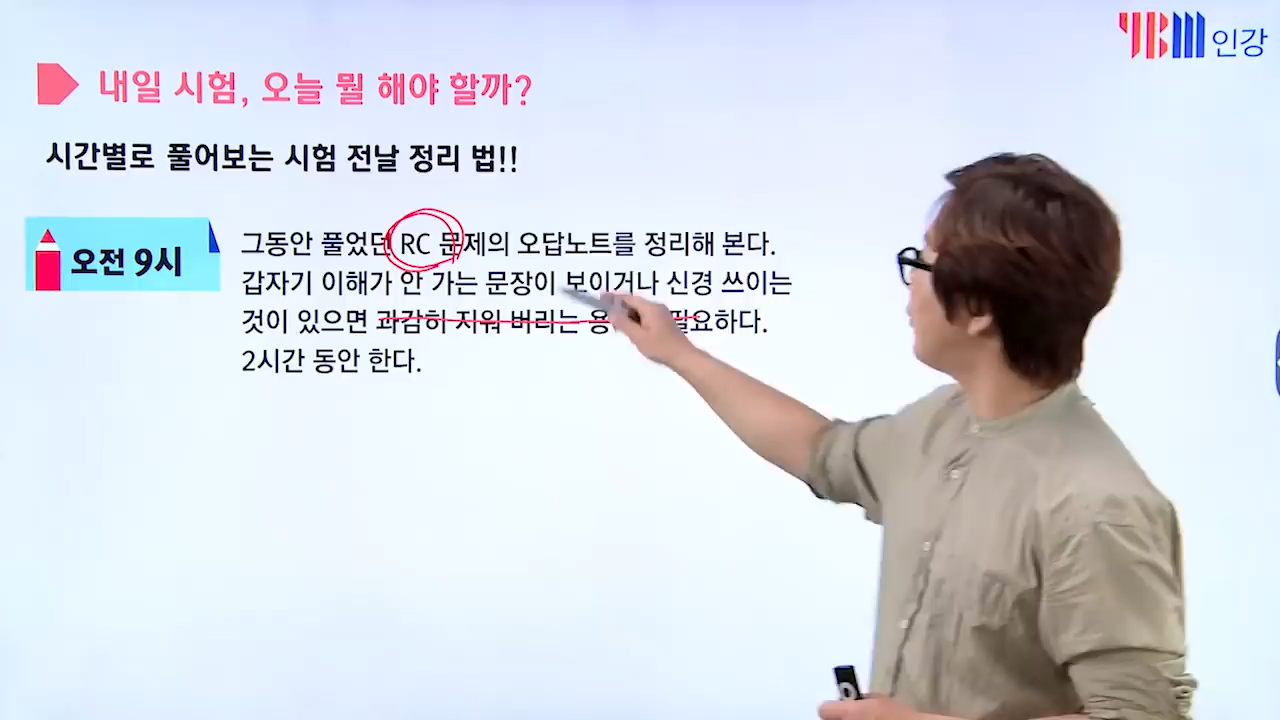 YBM 인강
내일 시험, 오늘 뭘 해야 할까?
시간별로 풀어보는 시험 전날 정리 법!!
오전 9시
그동안 풀었던 RC 문제의 오답노트를 정리해 본다.
갑자기 이해가 안 가는 문장이 보이거나 신경 쓰이는
것이 있으면 과감히 지워 버리는 필요하다.
2시간 동안 한다.